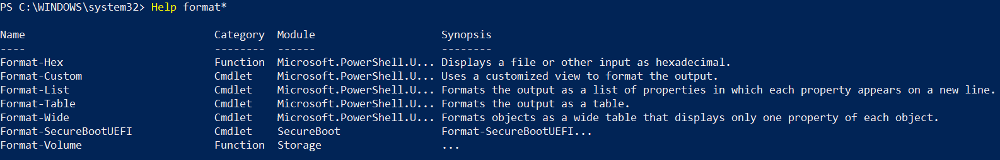 PS C:\WINDOWS\system32> Help format*
Name Category Module Synopsis
---- -------- ------ --------
Format-Hex Function Microsoft.PowerShell.U... Displays a file or other input as hexadecimal.
Format-Custom Cmdlet Microsoft.PowerShell.U... Uses a customized view to format the output.
Format-List Cmdlet Microsoft.PowerShell.U... Formats the output as a list of properties in which each property appears on a new line.
Format-Table Cmdlet Microsoft.PowerShell.U... Formats the output as a table.
Format-Wide Cmdlet Microsoft.PowerShell.U... Formats objects as a wide table that displays only one property of each object.
Format-SecureBootUEFI Cmdlet SecureBoot Format-SecureBootUEFI...
Format-Volume Function Storage ...